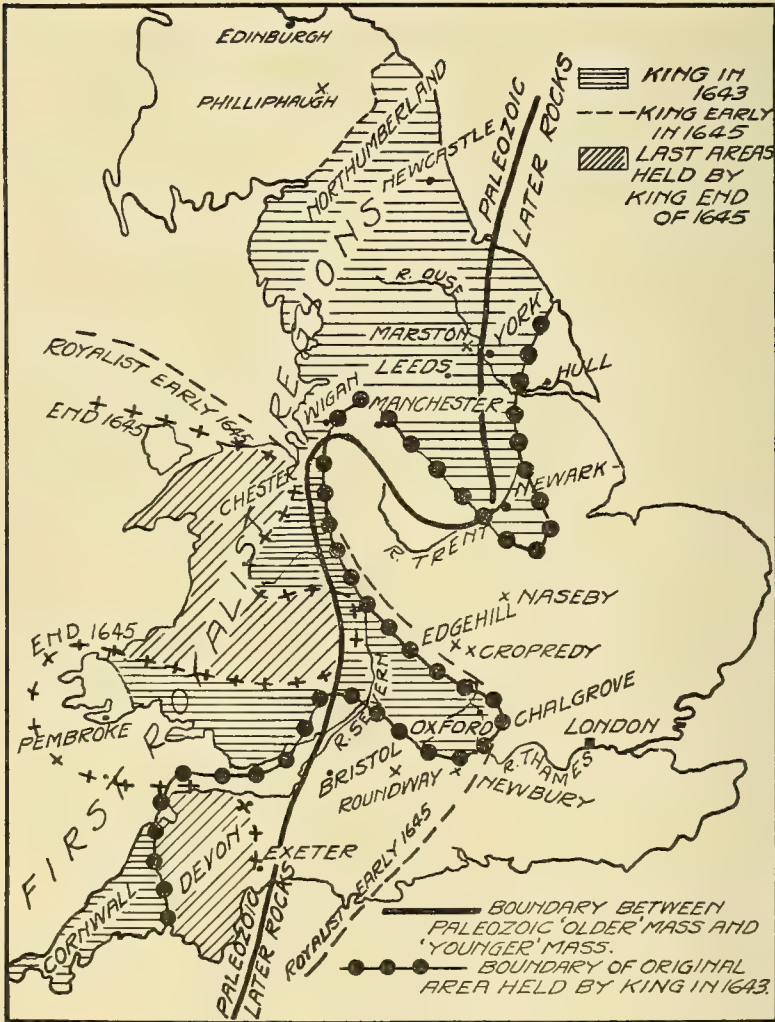 EDINBURGH
PHILLIPHAUGH
NORTHUMBERLAND
NEWCASTLE
PALEOZOIC
LATER ROCKS
KING IN
1643
KING EARLY
IN 1645
LAST AREAS
HELD BY
KING END
OF 1645
R. OUSE
MARSTON
YORK
LEEDS
HULL
ROYALIST EARLY 1645
END 1645
WIGAN
MANCHESTER
CHESTER
NEWARK
R. TRENT
FIRST ROYALIST REGIONS
NASEBY
EDGEHILL
CROPREDY
END 1645
CHALGROVE
OXFORD
R. SEVERN
LONDON
PEMBROKE
BRISTOL
R. THAMES
ROUNDWAY
NEWBURY
DEVON
EXETER
ROYALIST EARLY 1645
CORNWALL
PALEOZOIC
LATER ROCKS
BOUNDARY BETWEEN
PALEOZOIC 'OLDER' MASS AND
'YOUNGER' MASS.
BOUNDARY OF ORIGINAL
AREA HELD BY KING IN 1643.